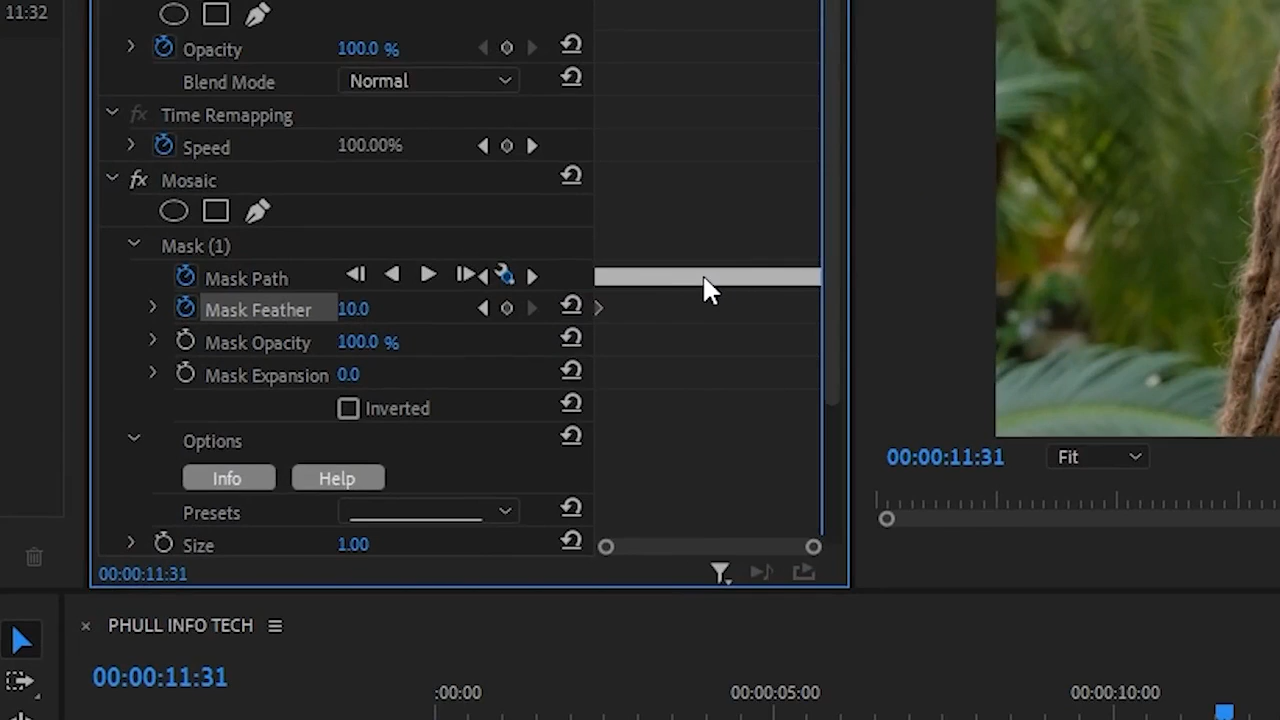 11:32
Opacity 100.0 %
Blend Mode Normal
fx Time Remapping
Speed 100.00%
fx Mosaic
Mask (1)
Mask Path
Mask Feather 10.0
Mask Opacity 100.0 %
Mask Expansion 0.0
Inverted
Options
Info Help
Presets
Size 1.00
00:00:11:31
00:00:11:31 Fit
× PHULL INFO TECH
00:00:11:31
:00:00 00:00:05:00 00:00:10:00